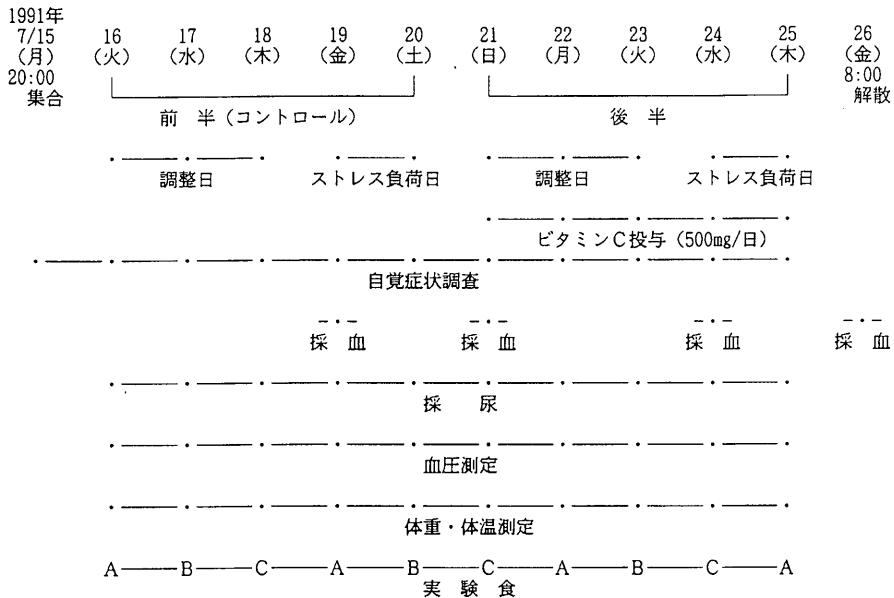 1991年
7/15 16 17 18 19 20 21 22 23 24 25 26
（月） （火） （水） （木） （金） （土） （日） （月） （火） （水） （木） （金）
20:00 8:00
集合 解散
前　半（コントロール） 後　半
調整日 ストレス負荷日 調整日 ストレス負荷日
ビタミンC投与（500mg/日）
自覚症状調査
採　血 採　血 採　血 採　血
採　尿
血圧測定
体重・体温測定
A B C A B C A B C A
実　験　食